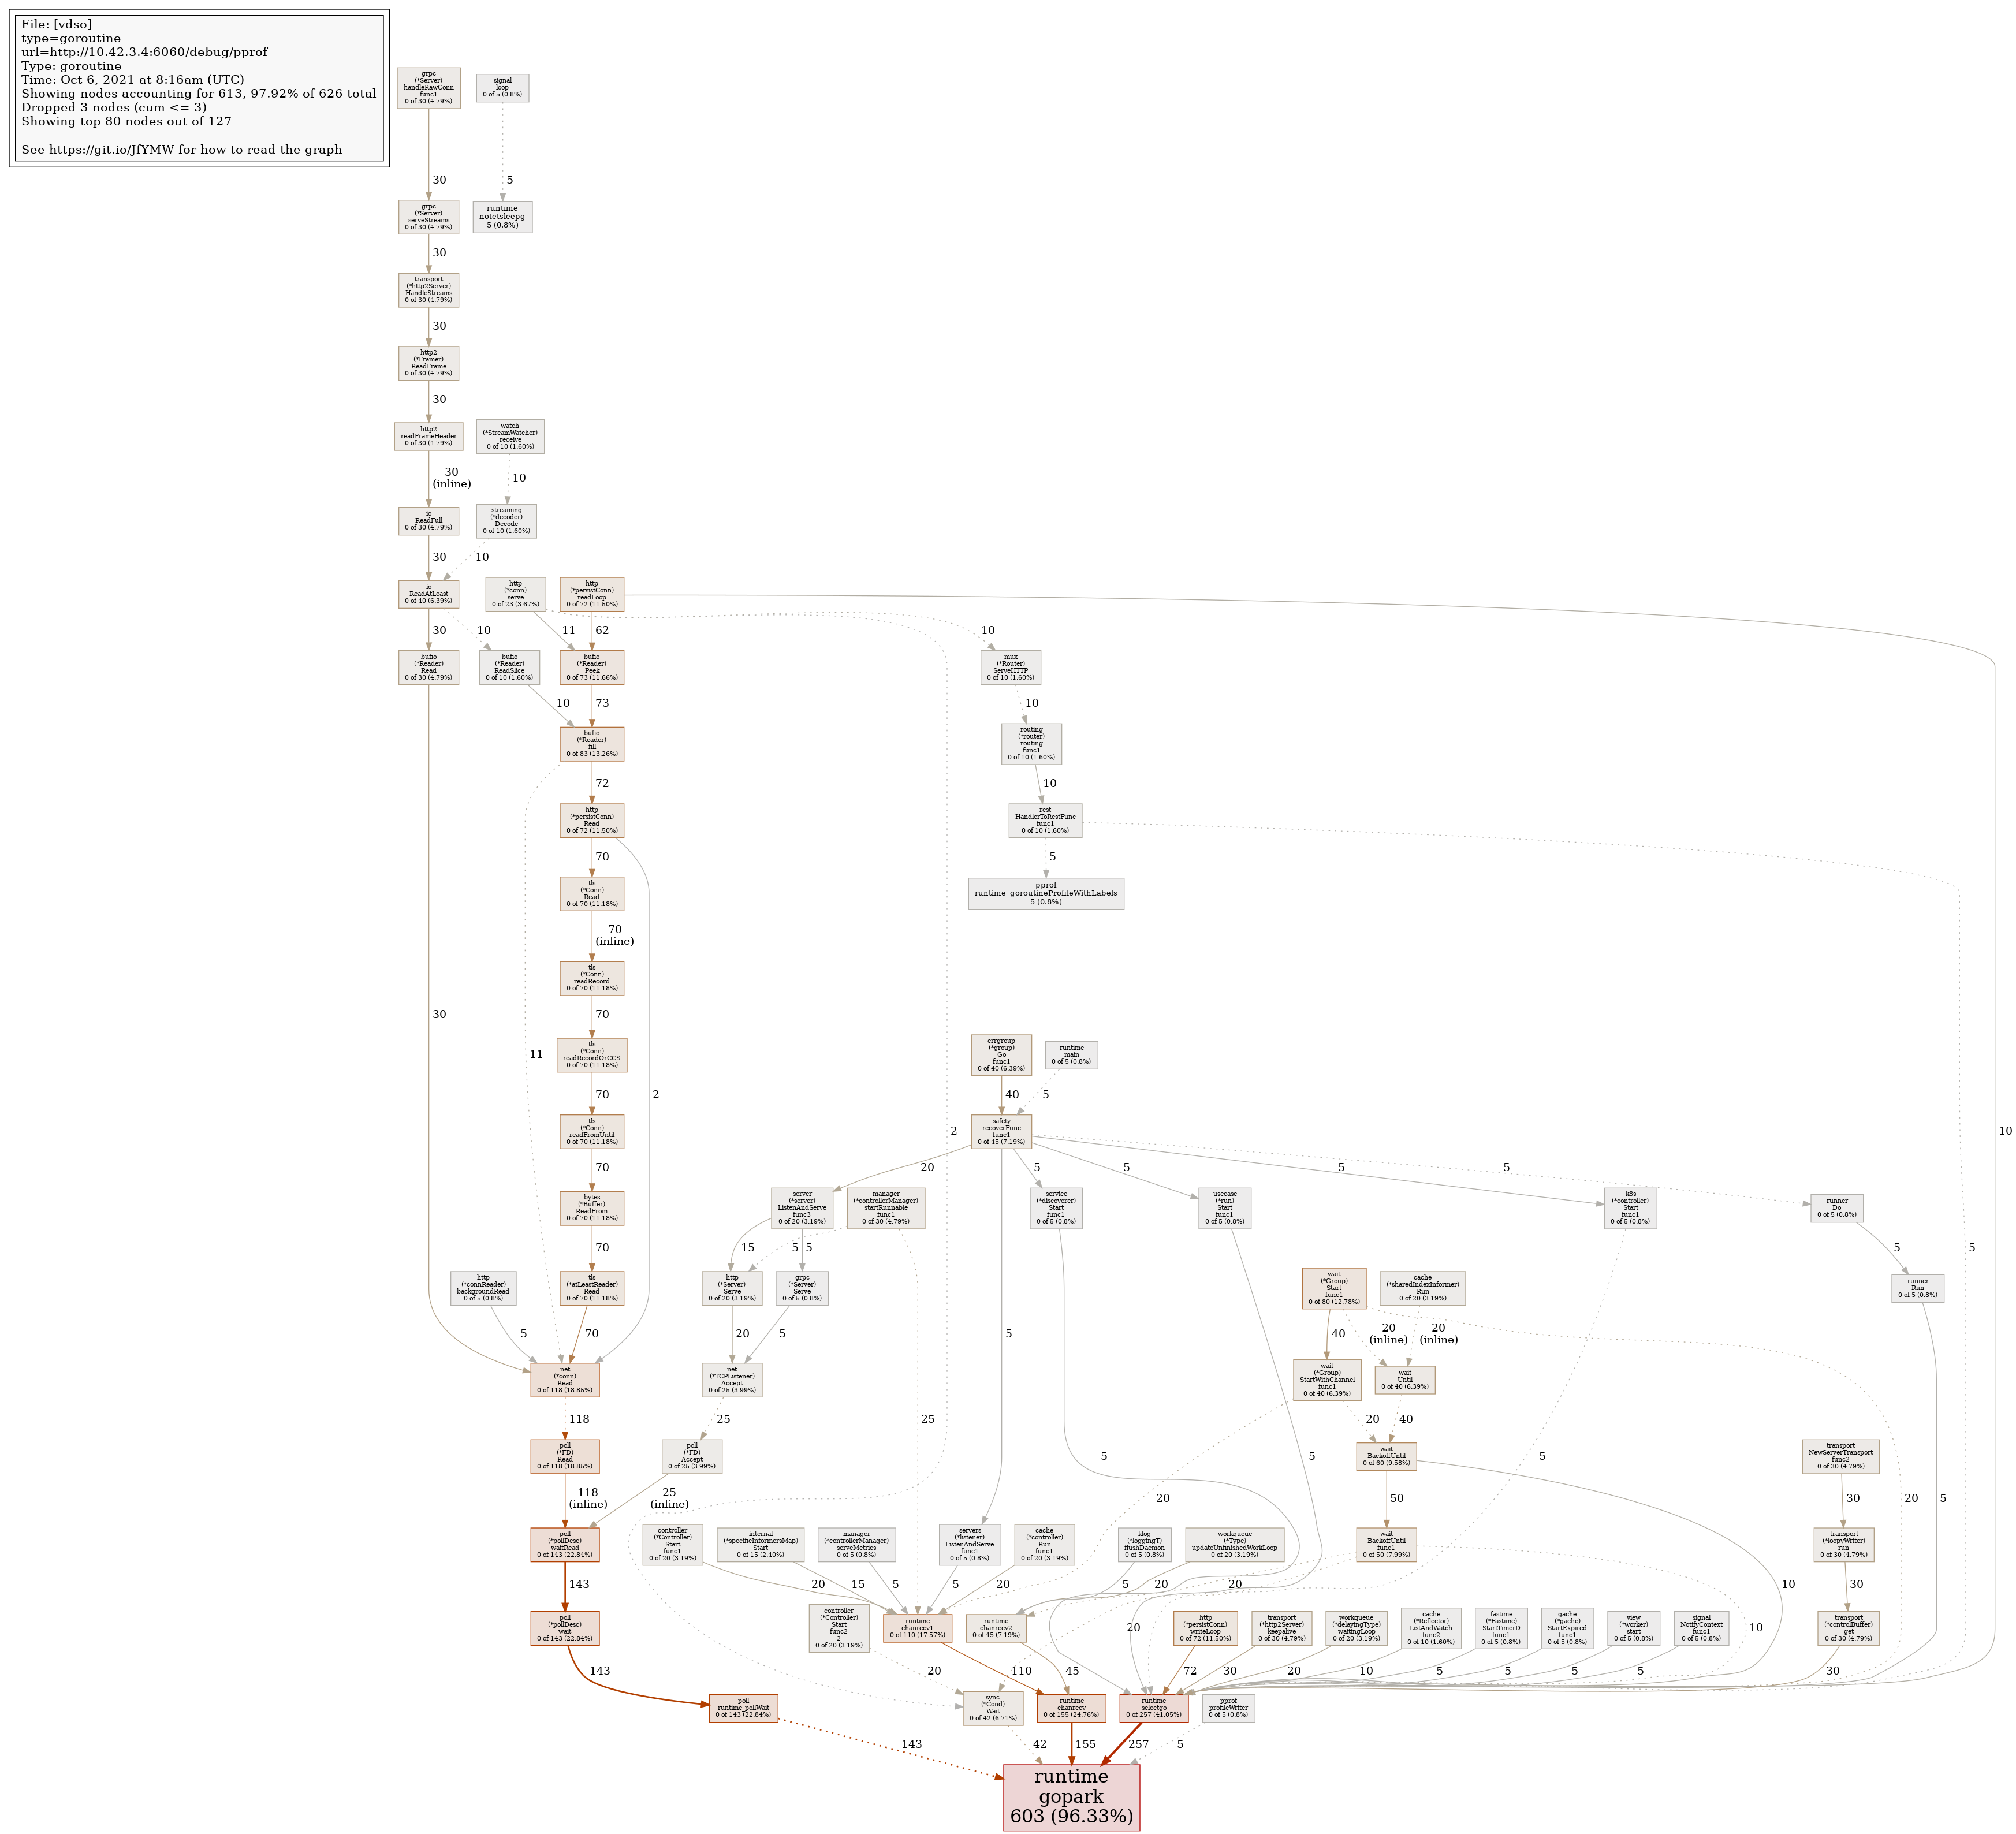 File: [vdso]
type=goroutine
url=http://10.42.3.4:6060/debug/pprof
Type: goroutine
Time: Oct 6, 2021 at 8:16am (UTC)
Showing nodes accounting for 613, 97.92% of 626 total
Dropped 3 nodes (cum <= 3)
Showing top 80 nodes out of 127
See https://git.io/JfYMW for how to read the graph
grpc
(*Server)
handleRawConn
func1
0 of 30 (4.79%)
signal
loop
0 of 5 (0.8%)
30
5
grpc
(*Server)
serveStreams
0 of 30 (4.79%)
runtime
notetsleepg
5 (0.8%)
30
transport
(*http2Server)
HandleStreams
0 of 30 (4.79%)
30
http2
(*Framer)
ReadFrame
0 of 30 (4.79%)
30
http2
readFrameHeader
0 of 30 (4.79%)
watch
(*StreamWatcher)
receive
0 of 10 (1.60%)
30
(inline)
10
io
ReadFull
0 of 30 (4.79%)
streaming
(*decoder)
Decode
0 of 10 (1.60%)
30
10
io
ReadAtLeast
0 of 40 (6.39%)
http
(*conn)
serve
0 of 23 (3.67%)
http
(*persistConn)
readLoop
0 of 72 (11.50%)
30
10
11
62
10
bufio
(*Reader)
Read
0 of 30 (4.79%)
bufio
(*Reader)
ReadSlice
0 of 10 (1.60%)
bufio
(*Reader)
Peek
0 of 73 (11.66%)
mux
(*Router)
ServeHTTP
0 of 10 (1.60%)
10
73
10
bufio
(*Reader)
fill
0 of 83 (13.26%)
routing
(*router)
routing
func1
0 of 10 (1.60%)
72
10
http
(*persistConn)
Read
0 of 72 (11.50%)
rest
HandlerToRestFunc
func1
0 of 10 (1.60%)
70
5
tls
(*Conn)
Read
0 of 70 (11.18%)
pprof
runtime_goroutineProfileWithLabels
5 (0.8%)
70
(inline)
tls
(*Conn)
readRecord
0 of 70 (11.18%)
30
70
11
tls
(*Conn)
readRecordOrCCS
0 of 70 (11.18%)
errgroup
(*group)
Go
func1
0 of 40 (6.39%)
runtime
main
0 of 5 (0.8%)
70
2
40
5
tls
(*Conn)
readFromUntil
0 of 70 (11.18%)
2
safety
recoverFunc
func1
0 of 45 (7.19%)
5
10
70
20
5
5
5
5
bytes
(*Buffer)
ReadFrom
0 of 70 (11.18%)
server
(*server)
ListenAndServe
func3
0 of 20 (3.19%)
manager
(*controllerManager)
startRunnable
func1
0 of 30 (4.79%)
service
(*discoverer)
Start
func1
0 of 5 (0.8%)
usecase
(*run)
Start
func1
0 of 5 (0.8%)
k8s
(*controller)
Start
func1
0 of 5 (0.8%)
runner
Do
0 of 5 (0.8%)
70
15
5
5
5
http
(*connReader)
backgroundRead
0 of 5 (0.8%)
tls
(*atLeastReader)
Read
0 of 70 (11.18%)
http
(*Server)
Serve
0 of 20 (3.19%)
grpc
(*Server)
Serve
0 of 5 (0.8%)
wait
(*Group)
Start
func1
0 of 80 (12.78%)
cache
(*sharedIndexInformer)
Run
0 of 20 (3.19%)
runner
Run
0 of 5 (0.8%)
5
70
20
5
5
40
20
(inline)
20
(inline)
net
(*conn)
Read
0 of 118 (18.85%)
net
(*TCPListener)
Accept
0 of 25 (3.99%)
wait
(*Group)
StartWithChannel
func1
0 of 40 (6.39%)
wait
Until
0 of 40 (6.39%)
118
25
25
20
40
poll
(*FD)
Read
0 of 118 (18.85%)
poll
(*FD)
Accept
0 of 25 (3.99%)
5
5
wait
BackoffUntil
0 of 60 (9.58%)
5
transport
NewServerTransport
func2
0 of 30 (4.79%)
118
(inline)
25
(inline)
20
50
30
20
5
poll
(*pollDesc)
waitRead
0 of 143 (22.84%)
controller
(*Controller)
Start
func1
0 of 20 (3.19%)
internal
(*specificInformersMap)
Start
0 of 15 (2.40%)
manager
(*controllerManager)
serveMetrics
0 of 5 (0.8%)
servers
(*listener)
ListenAndServe
func1
0 of 5 (0.8%)
cache
(*controller)
Run
func1
0 of 20 (3.19%)
klog
(*loggingT)
flushDaemon
0 of 5 (0.8%)
workqueue
(*Type)
updateUnfinishedWorkLoop
0 of 20 (3.19%)
wait
BackoffUntil
func1
0 of 50 (7.99%)
transport
(*loopyWriter)
run
0 of 30 (4.79%)
143
20
15
5
5
20
5
20
20
10
30
poll
(*pollDesc)
wait
0 of 143 (22.84%)
controller
(*Controller)
Start
func2
2
0 of 20 (3.19%)
runtime
chanrecv1
0 of 110 (17.57%)
runtime
chanrecv2
0 of 45 (7.19%)
20
http
(*persistConn)
writeLoop
0 of 72 (11.50%)
transport
(*http2Server)
keepalive
0 of 30 (4.79%)
workqueue
(*delayingType)
waitingLoop
0 of 20 (3.19%)
cache
(*Reflector)
ListAndWatch
func2
0 of 10 (1.60%)
fastime
(*Fastime)
StartTimerD
func1
0 of 5 (0.8%)
gache
(*gache)
StartExpired
func1
0 of 5 (0.8%)
view
(*worker)
start
0 of 5 (0.8%)
signal
NotifyContext
func1
0 of 5 (0.8%)
10
transport
(*controlBuffer)
get
0 of 30 (4.79%)
143
20
110
45
72
30
20
10
5
5
5
5
30
poll
runtime_pollWait
0 of 143 (22.84%)
sync
(*Cond)
Wait
0 of 42 (6.71%)
runtime
chanrecv
0 of 155 (24.76%)
runtime
selectgo
0 of 257 (41.05%)
pprof
profileWriter
0 of 5 (0.8%)
143
42
155
257
5
runtime
gopark
603 (96.33%)